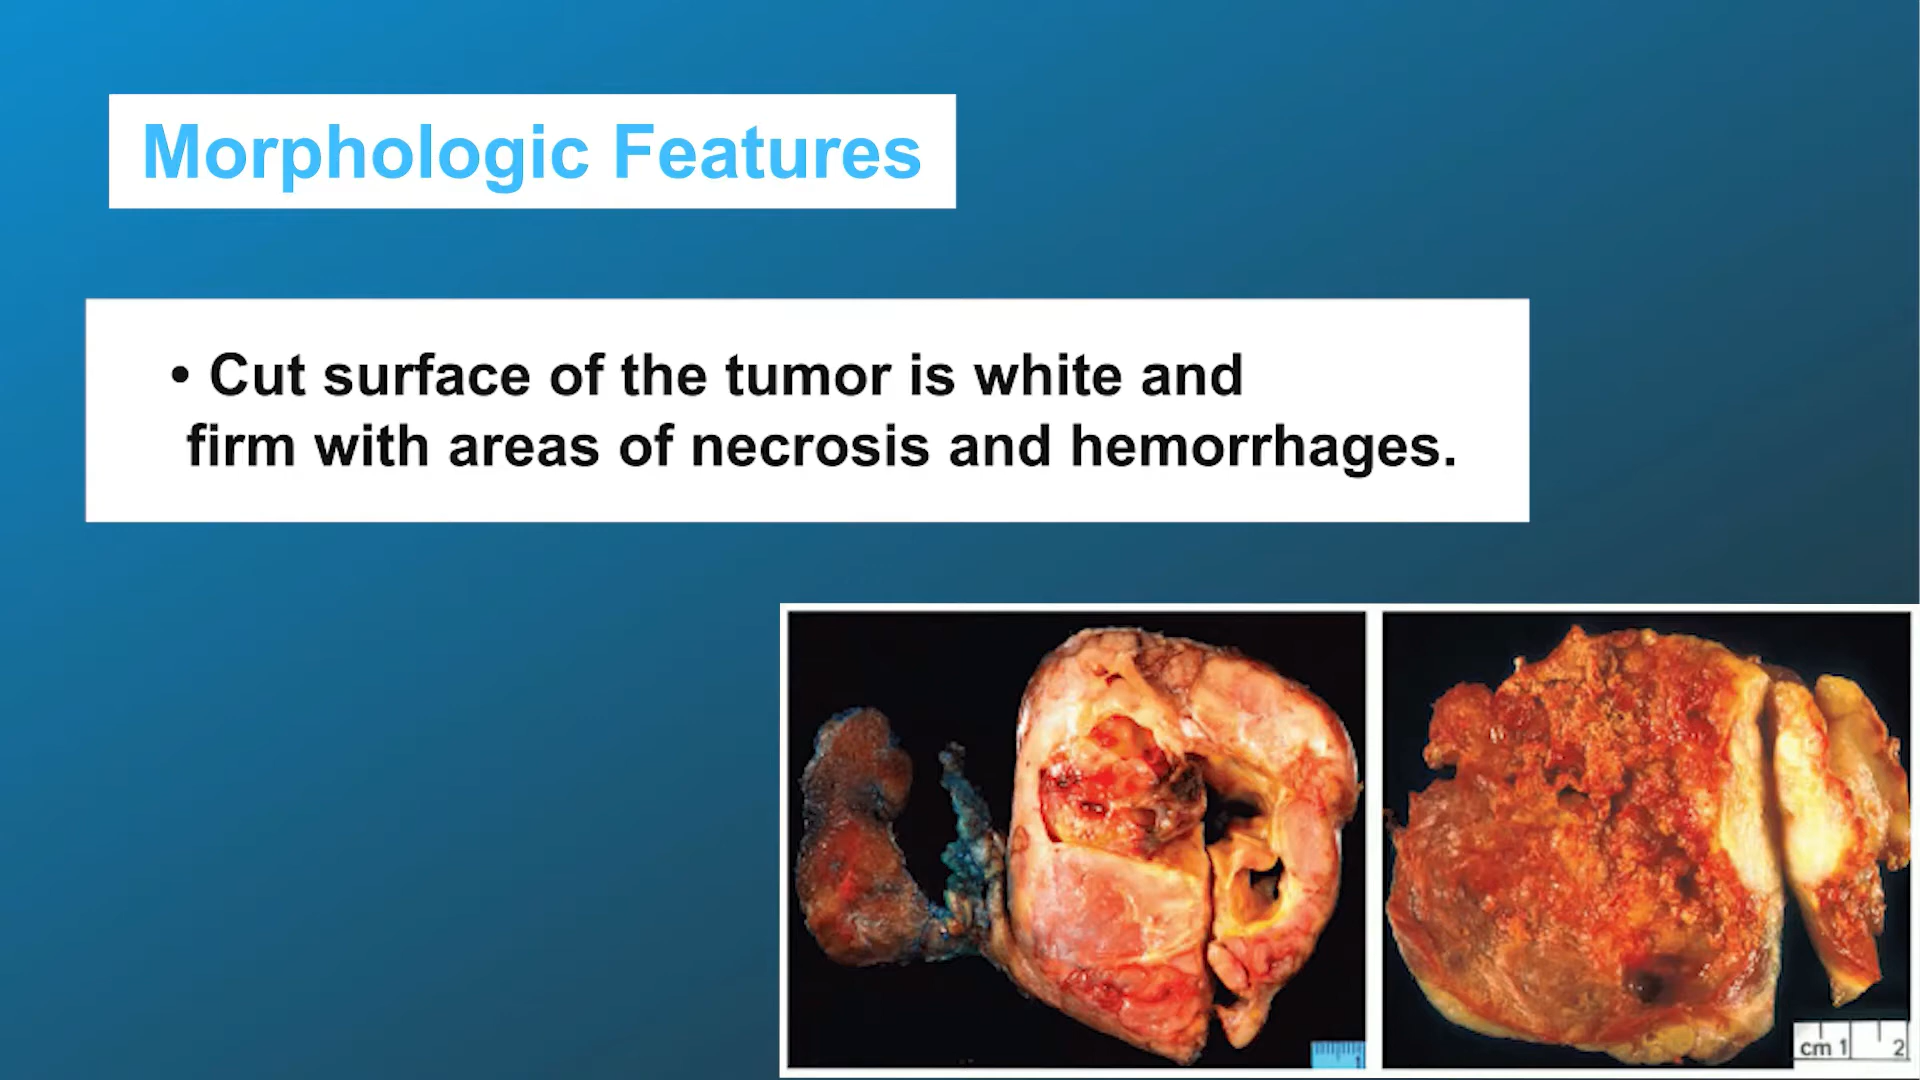 Morphologic Features
• Cut surface of the tumor is white and
firm with areas of necrosis and hemorrhages.
1
cm 1 2